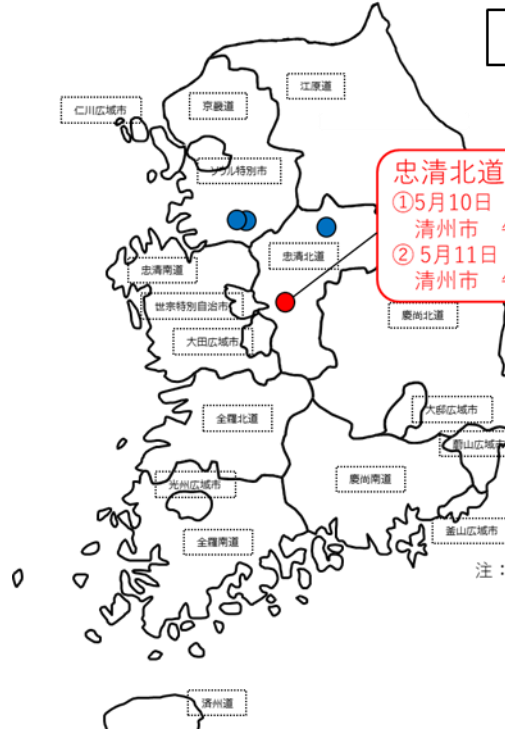 江原道
京畿道
仁川広域市
ソウル特別市
忠清北道
①5月10日
清州市
② 5月11日
清州市
忠清北道
忠清南道
世宗特別自治市
慶尚北道
大田広域市
大邱広域市
全羅北道
蔚山広域市
慶尚南道
光州広域市
釜山広域市
全羅南道
注：
済州道